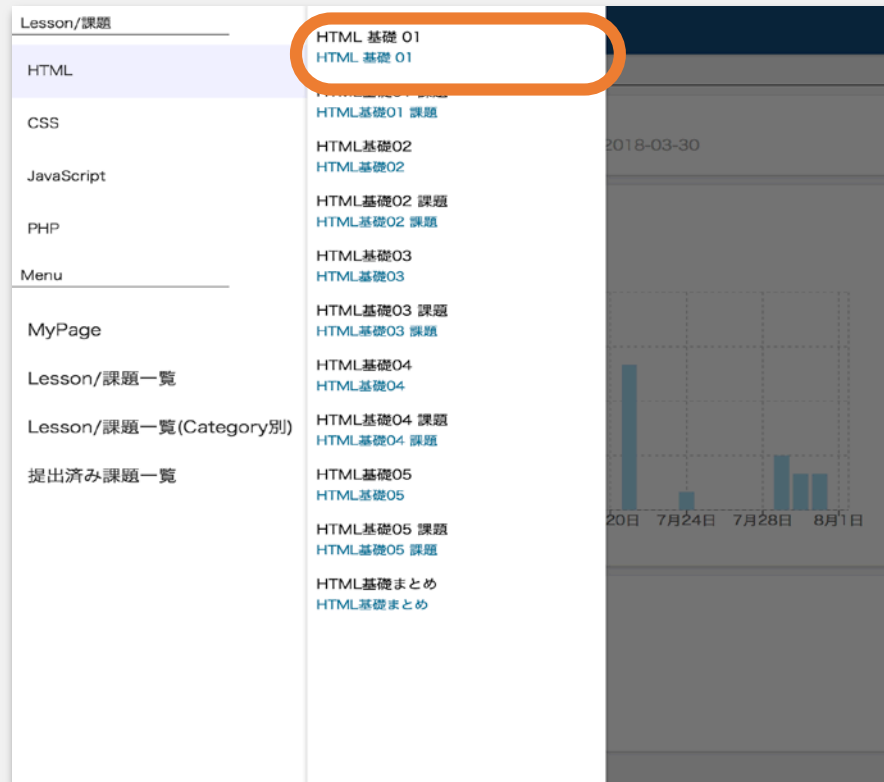 Lesson/課題
HTML
CSS
JavaScript
PHP
Menu
MyPage
Lesson/課題一覧
Lesson/課題一覧(Category別)
提出済み課題一覧
HTML 基礎 01
HTML 基礎 01
HTML基礎01 課題
HTML基礎01 課題
HTML基礎02
HTML基礎02
HTML基礎02 課題
HTML基礎02 課題
HTML基礎03
HTML基礎03
HTML基礎03 課題
HTML基礎03 課題
HTML基礎04
HTML基礎04
HTML基礎04 課題
HTML基礎04 課題
HTML基礎05
HTML基礎05
HTML基礎05 課題
HTML基礎05 課題
HTML基礎まとめ
HTML基礎まとめ
2018-03-30
20日 7月24日 7月28日 8月1日